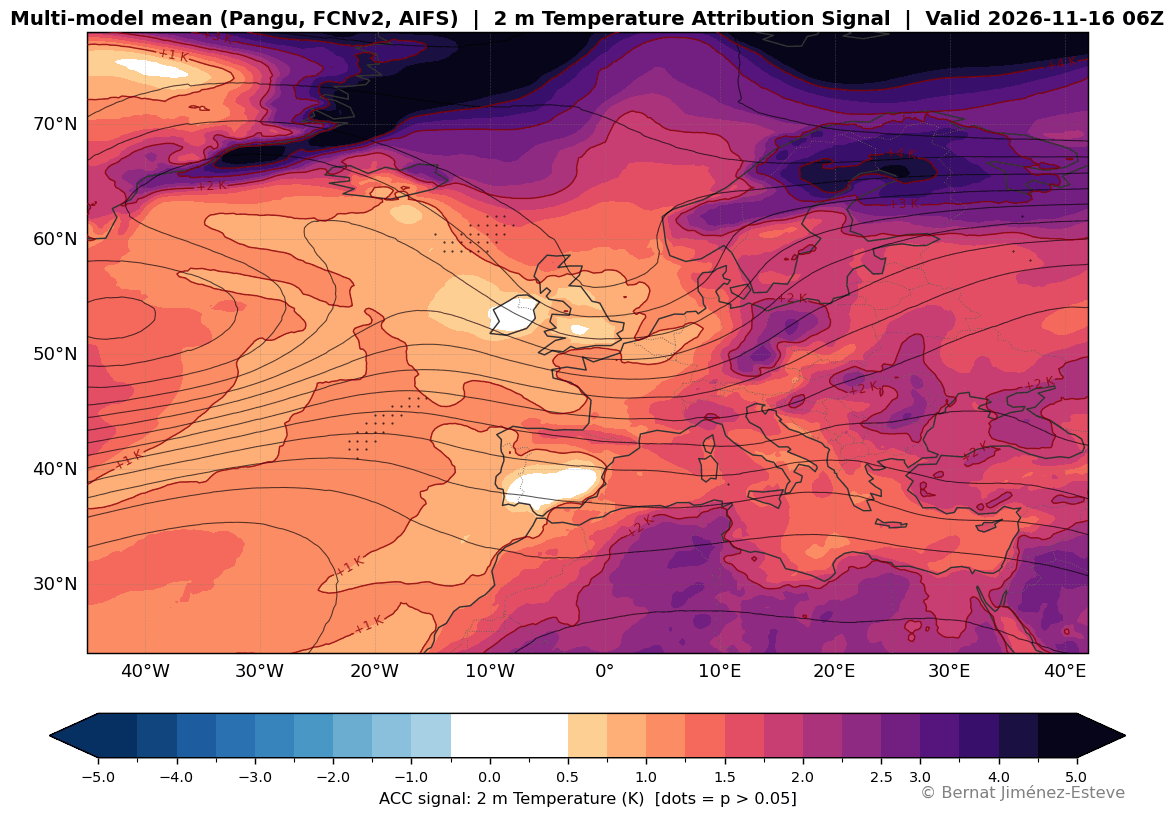 Multi-model mean (Pangu, FCNv2, AIFS) | 2 m Temperature Attribution Signal | Valid 2026-11-16 06Z
+1 K
70°N
+2 K
+3 K
60°N
+2 K
50°N
+2 K
+2 K
+2 K
40°N
+1 K
+2 K
+1 K
30°N
+1 K
40°W 30°W 20°W 10°W 0° 10°E 20°E 30°E 40°E
−5.0 −4.0 −3.0 −2.0 −1.0 0.0 0.5 1.0 1.5 2.0 2.5 3.0 4.0 5.0
ACC signal: 2 m Temperature (K) [dots = p > 0.05]
© Bernat Jiménez-Esteve